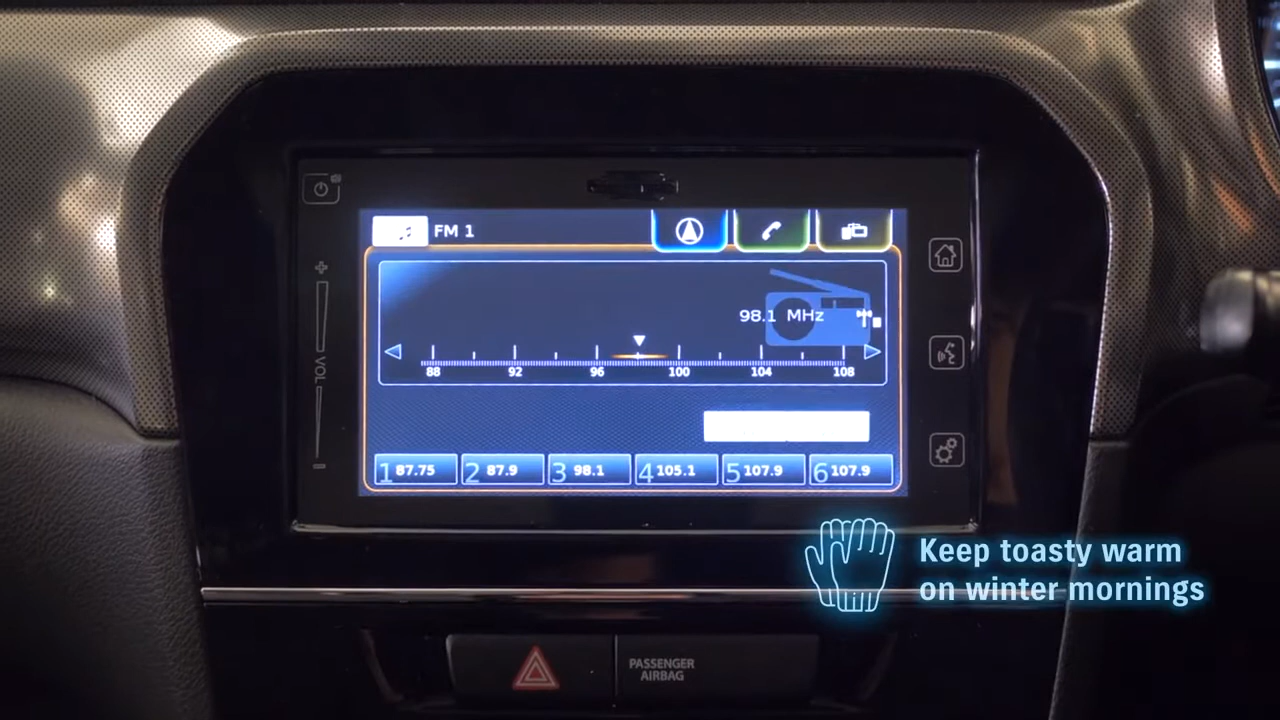 FM 1
98.1 MHz
88 92 96 100 104 108
VOL
1 87.75 2 87.9 3 98.1 4 105.1 5 107.9 6 107.9
Keep toasty warm
on winter mornings
PASSENGER
AIRBAG